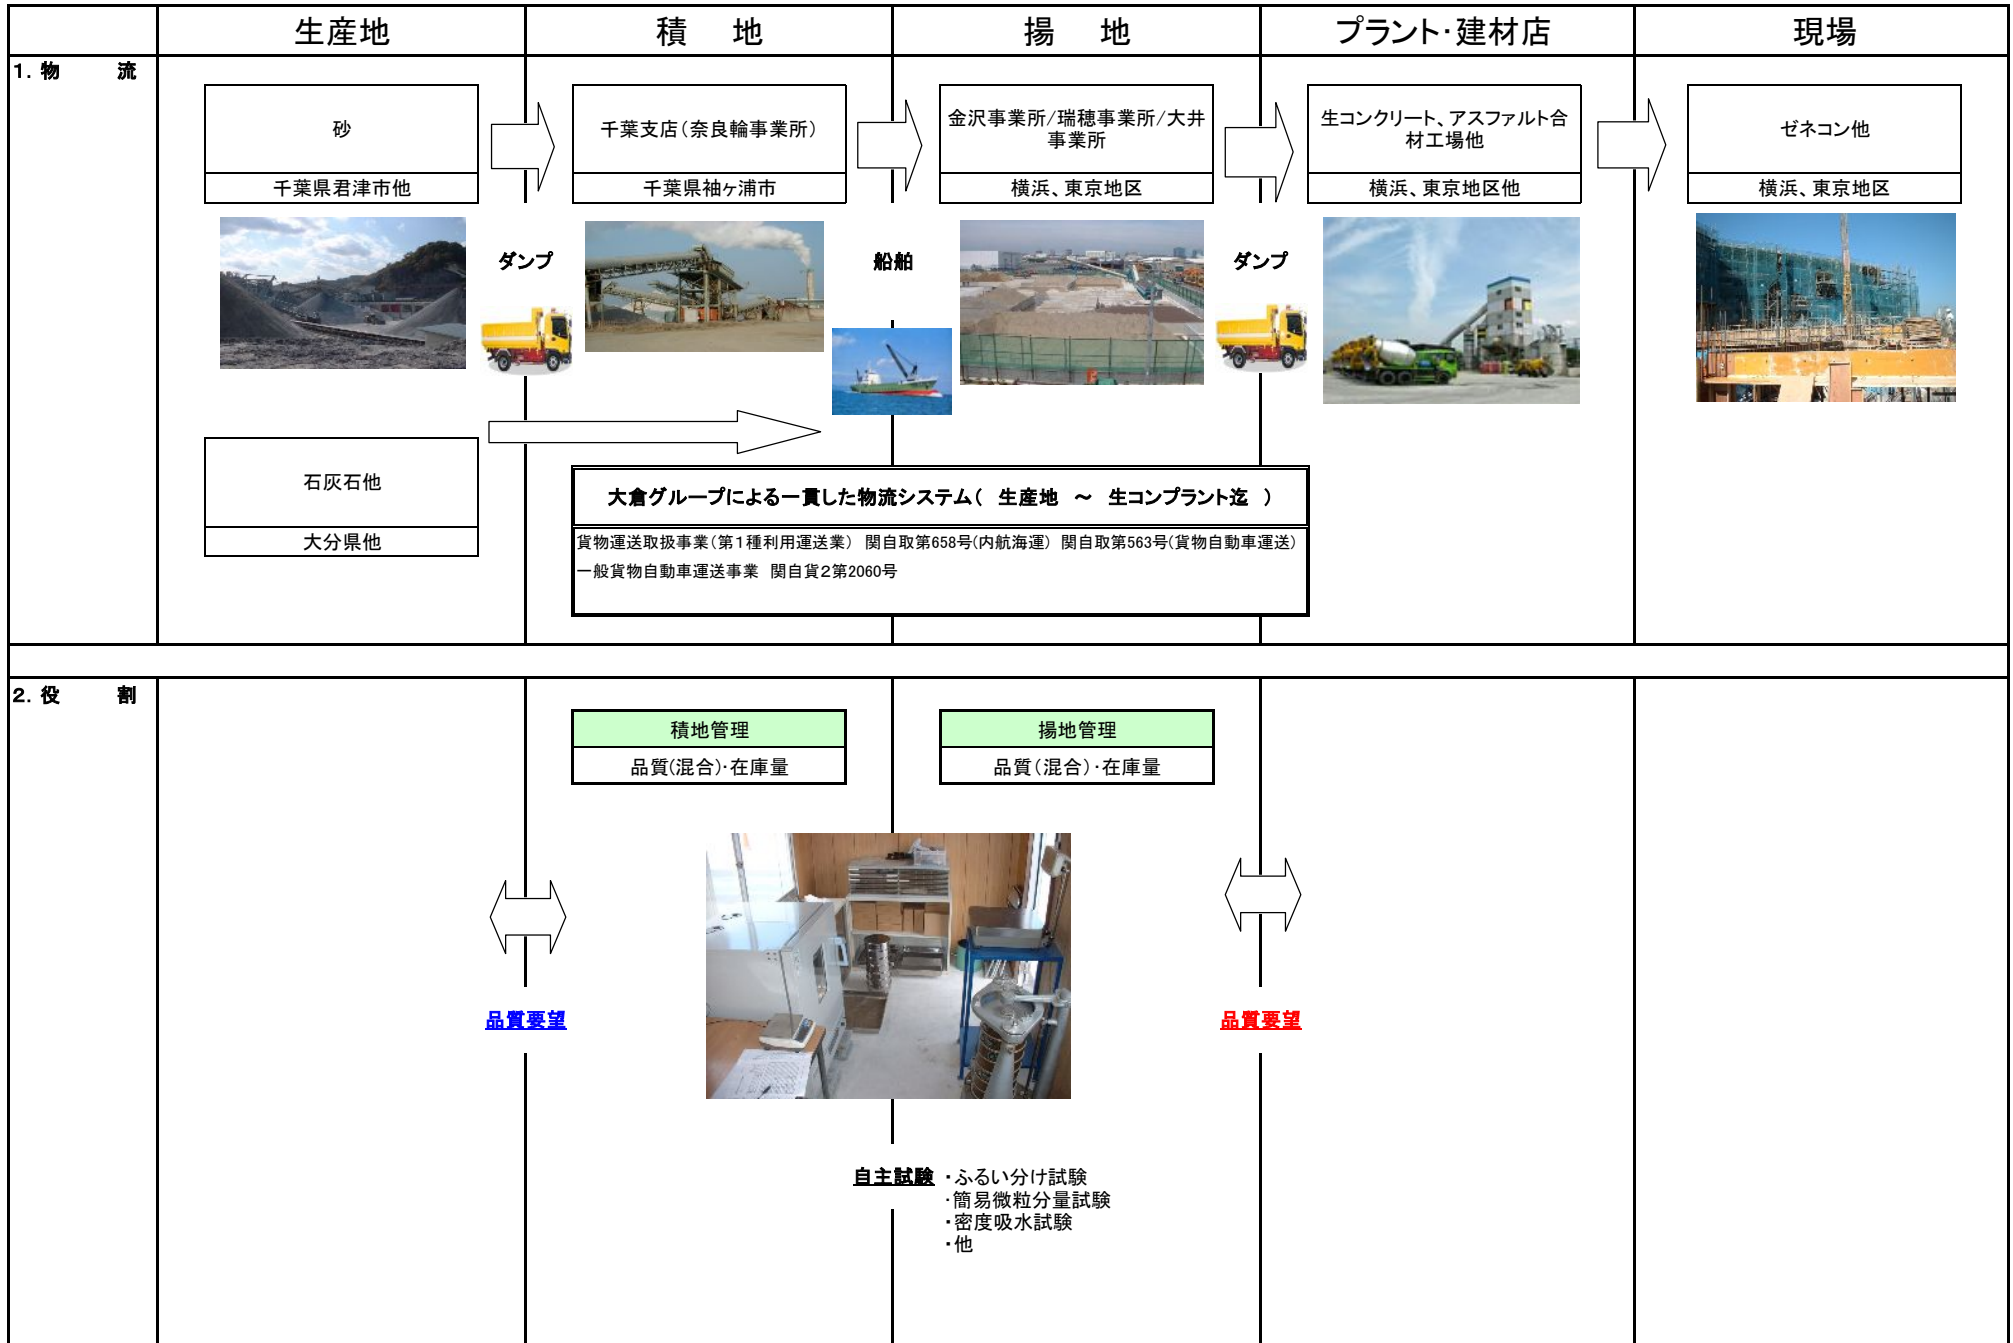 生産地
積　地
揚　地
プラント・建材店
現場
1. 物　流
砂
千葉県君津市他
千葉支店（奈良輪事業所）
千葉県袖ヶ浦市
金沢事業所/瑞穂事業所/大井
事業所
横浜、東京地区
生コンクリート、アスファルト合
材工場他
横浜、東京地区他
ゼネコン他
横浜、東京地区
ダンプ
船舶
ダンプ
石灰石他
大分県他
大倉グループによる一貫した物流システム（　生産地　～　生コンプラント迄　）
貨物運送取扱事業（第１種利用運送業）　関自取第658号(内航海運)　関自取第563号(貨物自動車運送)
一般貨物自動車運送事業　関自貨２第2060号
2. 役　割
積地管理
品質(混合)・在庫量
揚地管理
品質（混合）・在庫量
品質要望
品質要望
自主試験 ・ふるい分け試験
・簡易微粒分量試験
・密度吸水試験
・他